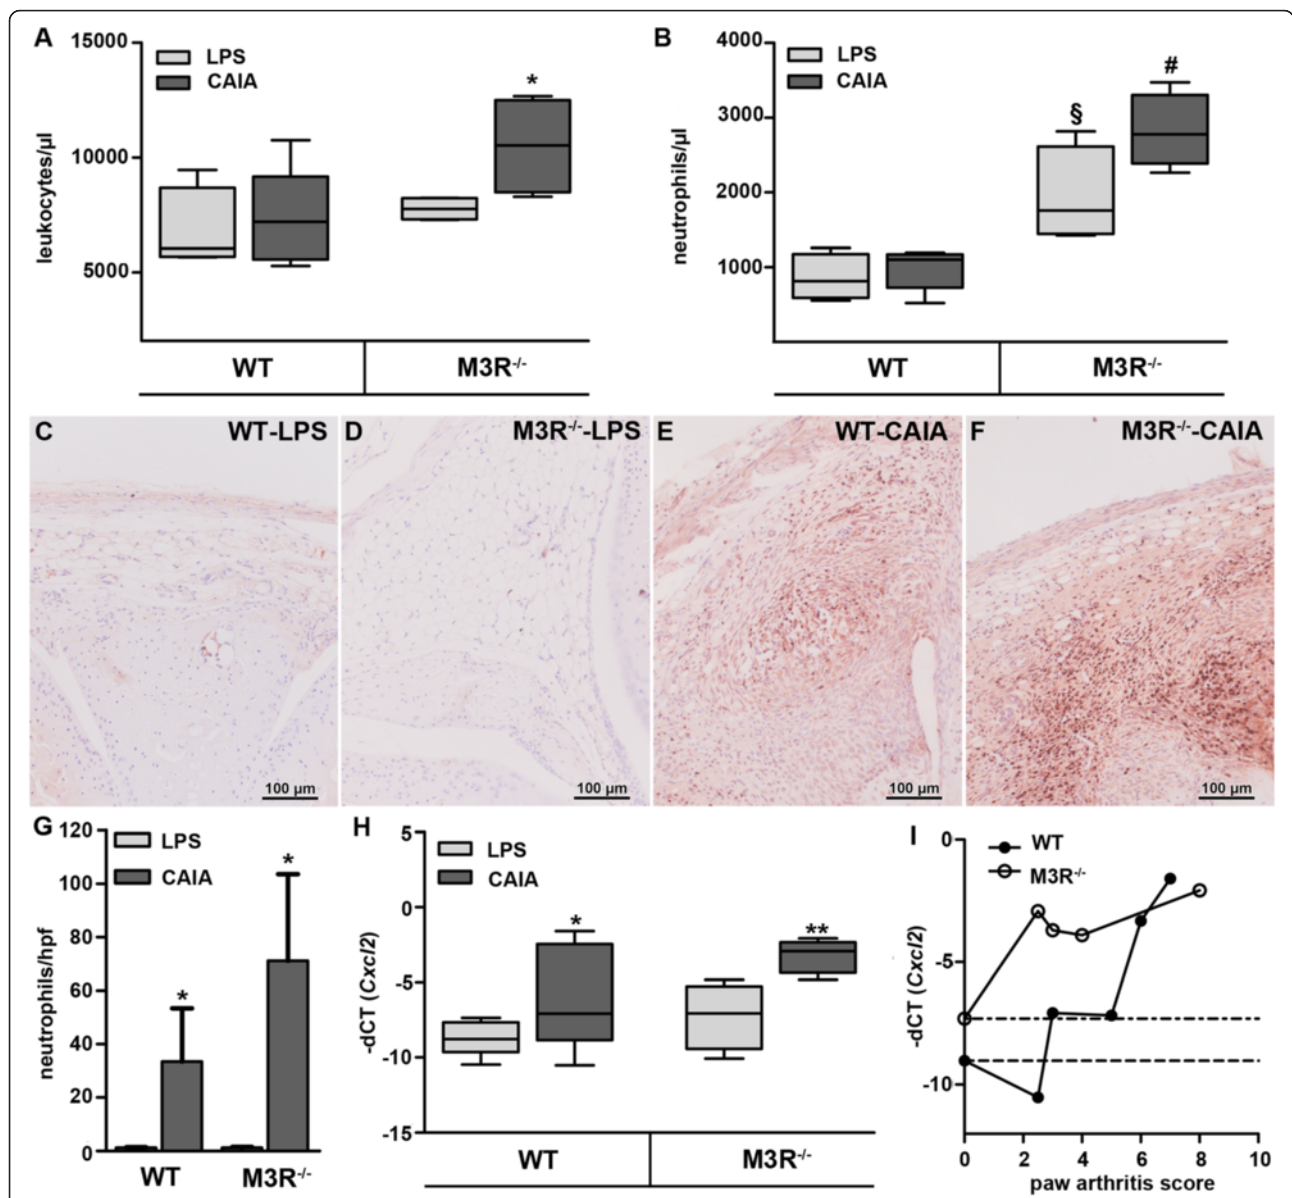 A
15000
10000
5000
leukocytes/µl
LPS
CAIA
*
WT
M3R-/-
B
4000
3000
2000
1000
neutrophils/µl
LPS
CAIA
§
#
WT
M3R-/-
C
WT-LPS
100 µm
D
M3R-/--LPS
100 µm
E
WT-CAIA
100 µm
F
M3R-/--CAIA
100 µm
G
120
100
80
60
40
20
0
neutrophils/hpf
LPS
CAIA
*
*
WT
M3R-/-
H
5
0
-5
-10
-15
-dCT (Cxcl2)
LPS
CAIA
*
**
WT
M3R-/-
I
0
-5
-10
-dCT (Cxcl2)
WT
M3R-/-
0 2 4 6 8 10
paw arthritis score